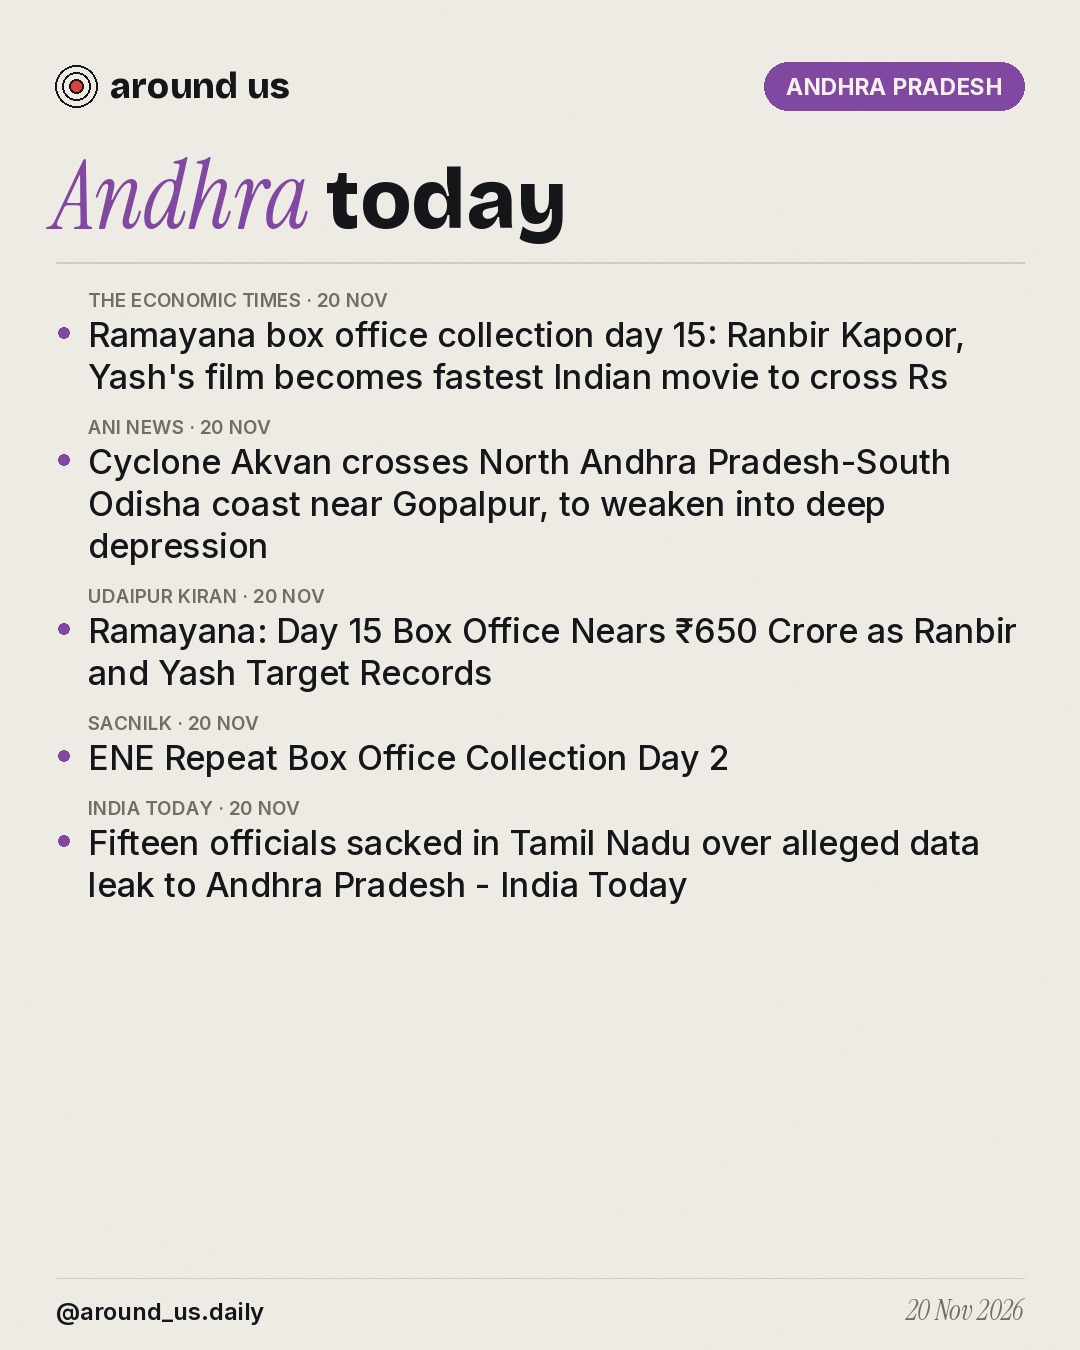 around us
ANDHRA PRADESH
Andhra today
THE ECONOMIC TIMES · 20 NOV
Ramayana box office collection day 15: Ranbir Kapoor,
Yash's film becomes fastest Indian movie to cross Rs
ANI NEWS · 20 NOV
Cyclone Akvan crosses North Andhra Pradesh-South
Odisha coast near Gopalpur, to weaken into deep
depression
UDAIPUR KIRAN · 20 NOV
Ramayana: Day 15 Box Office Nears ₹650 Crore as Ranbir
and Yash Target Records
SACNILK · 20 NOV
ENE Repeat Box Office Collection Day 2
INDIA TODAY · 20 NOV
Fifteen officials sacked in Tamil Nadu over alleged data
leak to Andhra Pradesh - India Today
@around_us.daily
20 Nov 2026